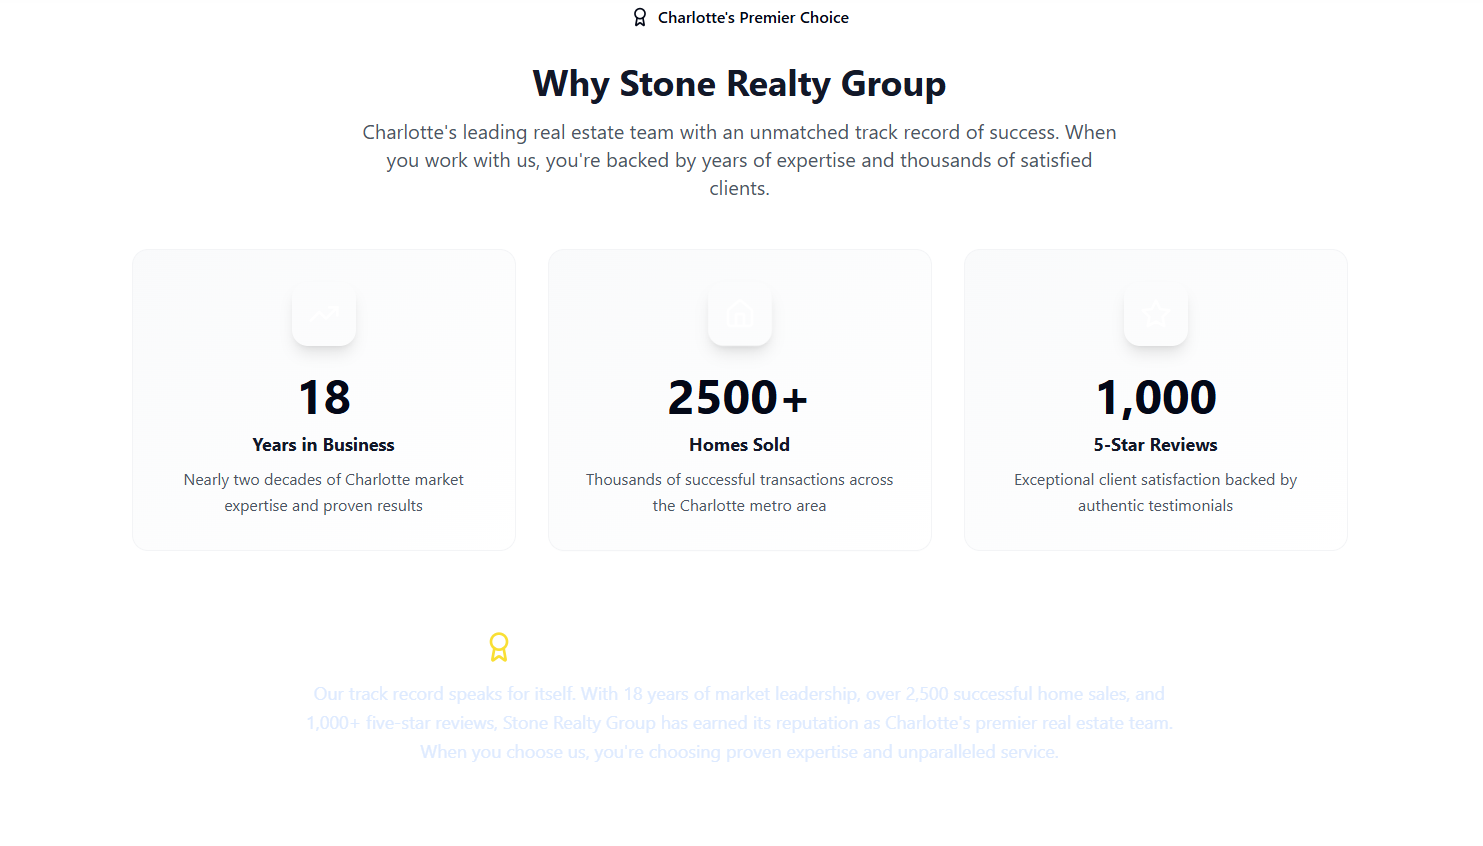 Charlotte's Premier Choice
Why Stone Realty Group
Charlotte's leading real estate team with an unmatched track record of success. When
you work with us, you're backed by years of expertise and thousands of satisfied
clients.
18
Years in Business
Nearly two decades of Charlotte market
expertise and proven results
2500+
Homes Sold
Thousands of successful transactions across
the Charlotte metro area
1,000
5-Star Reviews
Exceptional client satisfaction backed by
authentic testimonials
Our track record speaks for itself. With 18 years of market leadership, over 2,500 successful home sales, and
1,000+ five-star reviews, Stone Realty Group has earned its reputation as Charlotte's premier real estate team.
When you choose us, you're choosing proven expertise and unparalleled service.